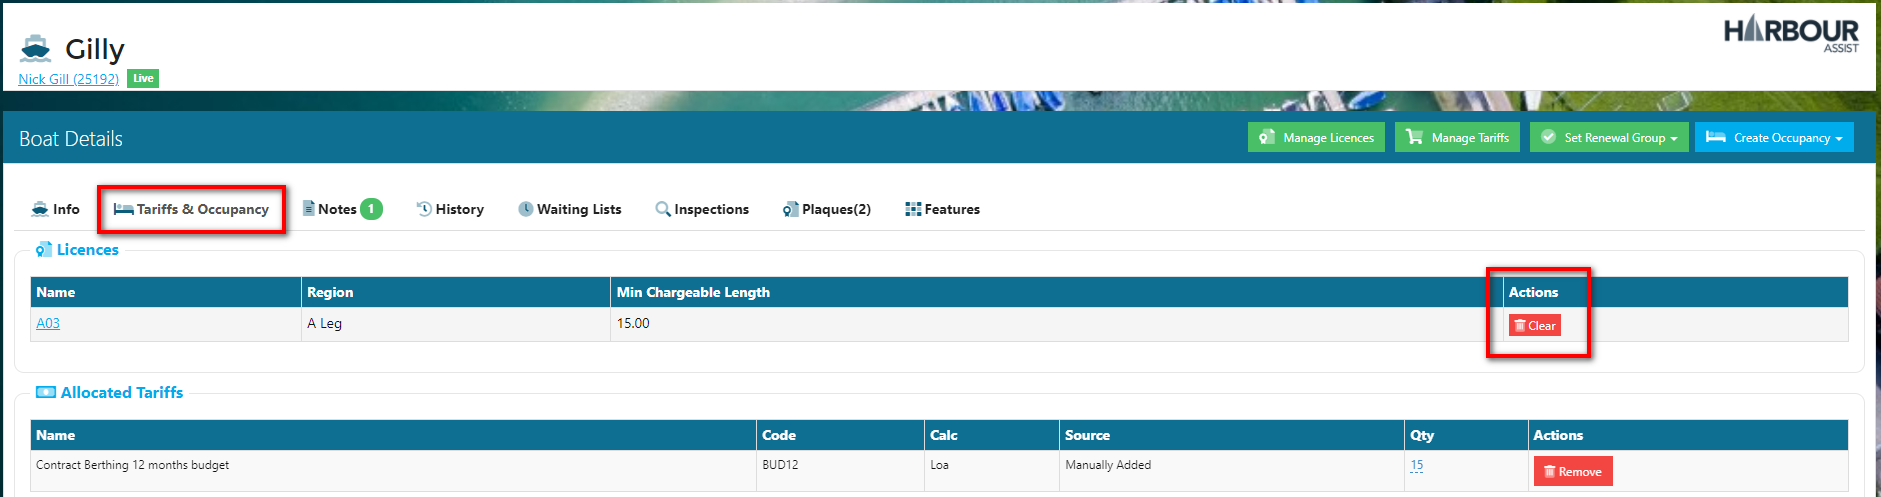 Gilly
HARBOUR
ASSIST
Nick Gill (25192) Live
Boat Details Manage Licences Manage Tariffs Set Renewal Group Create Occupancy
Info Tariffs & Occupancy Notes 1 History Waiting Lists Inspections Plaques(2) Features
Licences
Name Region Min Chargeable Length Actions
A03 A Leg 15.00 Clear
Allocated Tariffs
Name Code Calc Source Qty Actions
Contract Berthing 12 months budget BUD12 Loa Manually Added 15 Remove